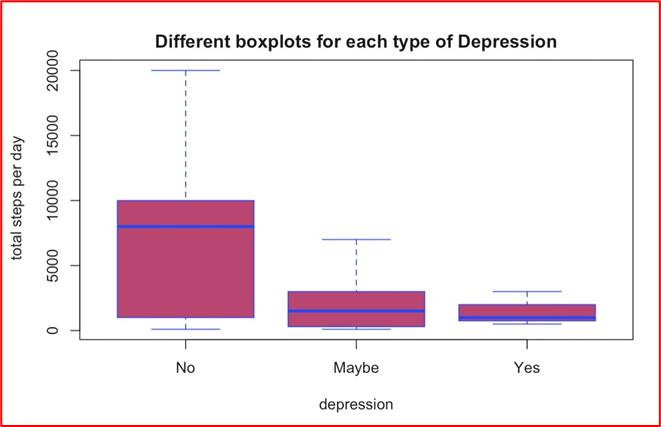 Different boxplots for each type of Depression
total steps per day
20000
15000
10000
5000
0
No Maybe Yes
depression